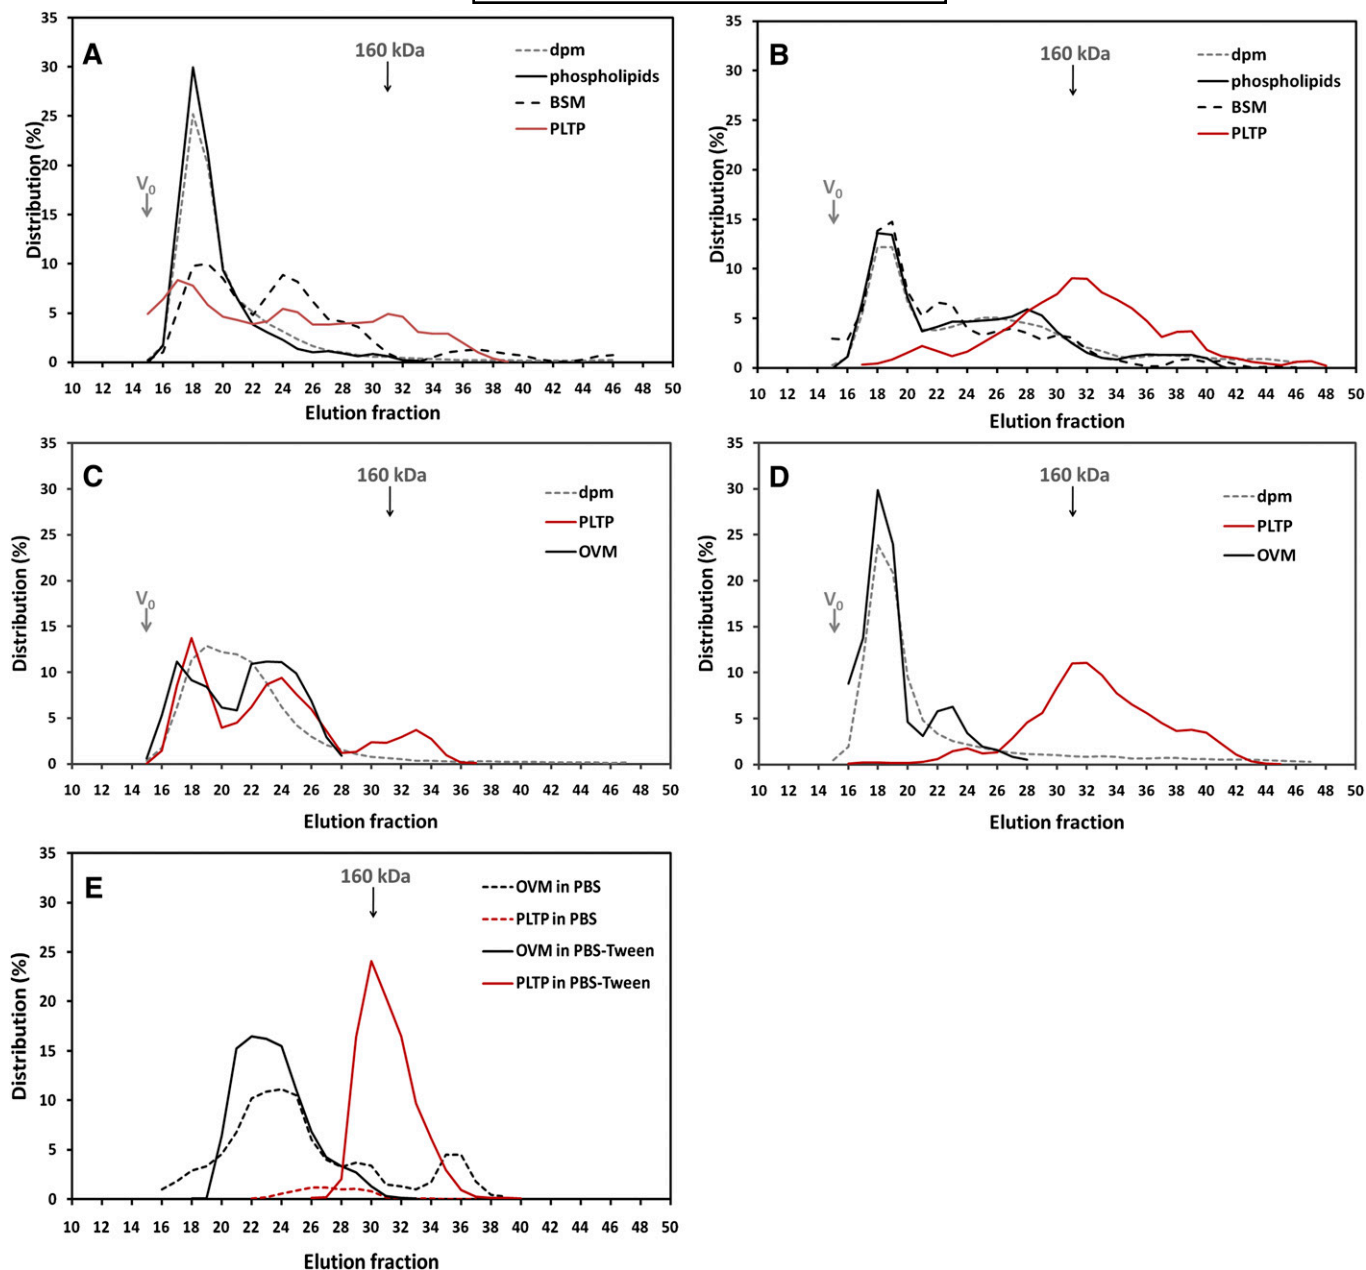 A
160 kDa
dpm
phospholipids
BSM
PLTP
V0
Distribution (%)
35
30
25
20
15
10
5
0
10 12 14 16 18 20 22 24 26 28 30 32 34 36 38 40 42 44 46 48 50
Elution fraction
B
160 kDa
dpm
phospholipids
BSM
PLTP
V0
Distribution (%)
35
30
25
20
15
10
5
0
10 12 14 16 18 20 22 24 26 28 30 32 34 36 38 40 42 44 46 48 50
Elution fraction
C
160 kDa
dpm
PLTP
OVM
V0
Distribution (%)
35
30
25
20
15
10
5
0
10 12 14 16 18 20 22 24 26 28 30 32 34 36 38 40 42 44 46 48 50
Elution fraction
D
160 kDa
dpm
PLTP
OVM
V0
Distribution (%)
35
30
25
20
15
10
5
0
10 12 14 16 18 20 22 24 26 28 30 32 34 36 38 40 42 44 46 48 50
Elution fraction
E
160 kDa
OVM in PBS
PLTP in PBS
OVM in PBS-Tween
PLTP in PBS-Tween
Distribution (%)
35
30
25
20
15
10
5
0
10 12 14 16 18 20 22 24 26 28 30 32 34 36 38 40 42 44 46 48 50
Elution fraction